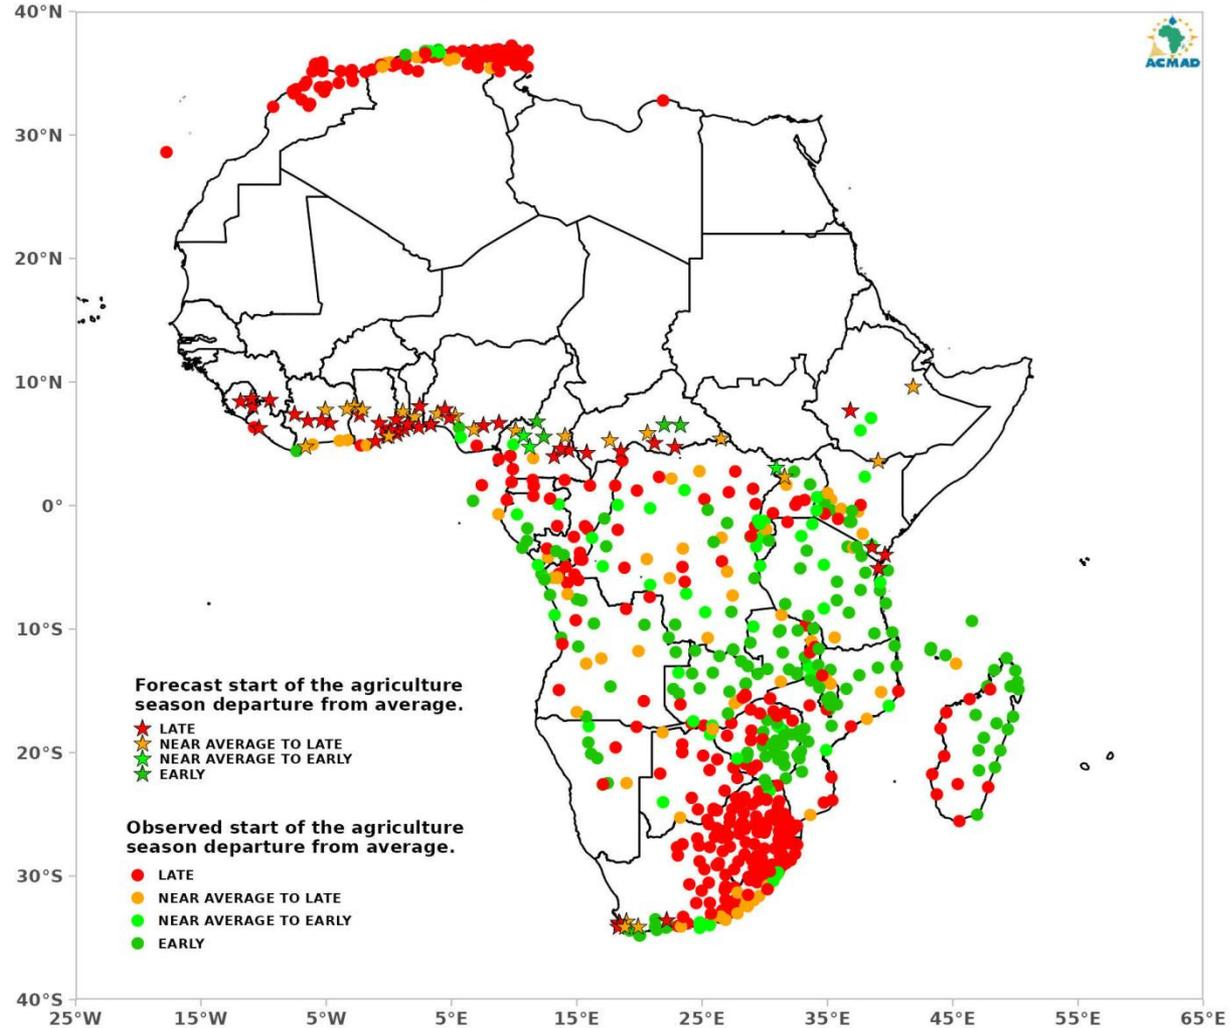 40°N
ACMAD
30°N
20°N
10°N
0°
10°S
Forecast start of the agriculture
season departure from average.
LATE
NEAR AVERAGE TO LATE
NEAR AVERAGE TO EARLY
EARLY
20°S
Observed start of the agriculture
season departure from average.
LATE
NEAR AVERAGE TO LATE
NEAR AVERAGE TO EARLY
EARLY
30°S
40°S
25°W 15°W 5°W 5°E 15°E 25°E 35°E 45°E 55°E 65°E